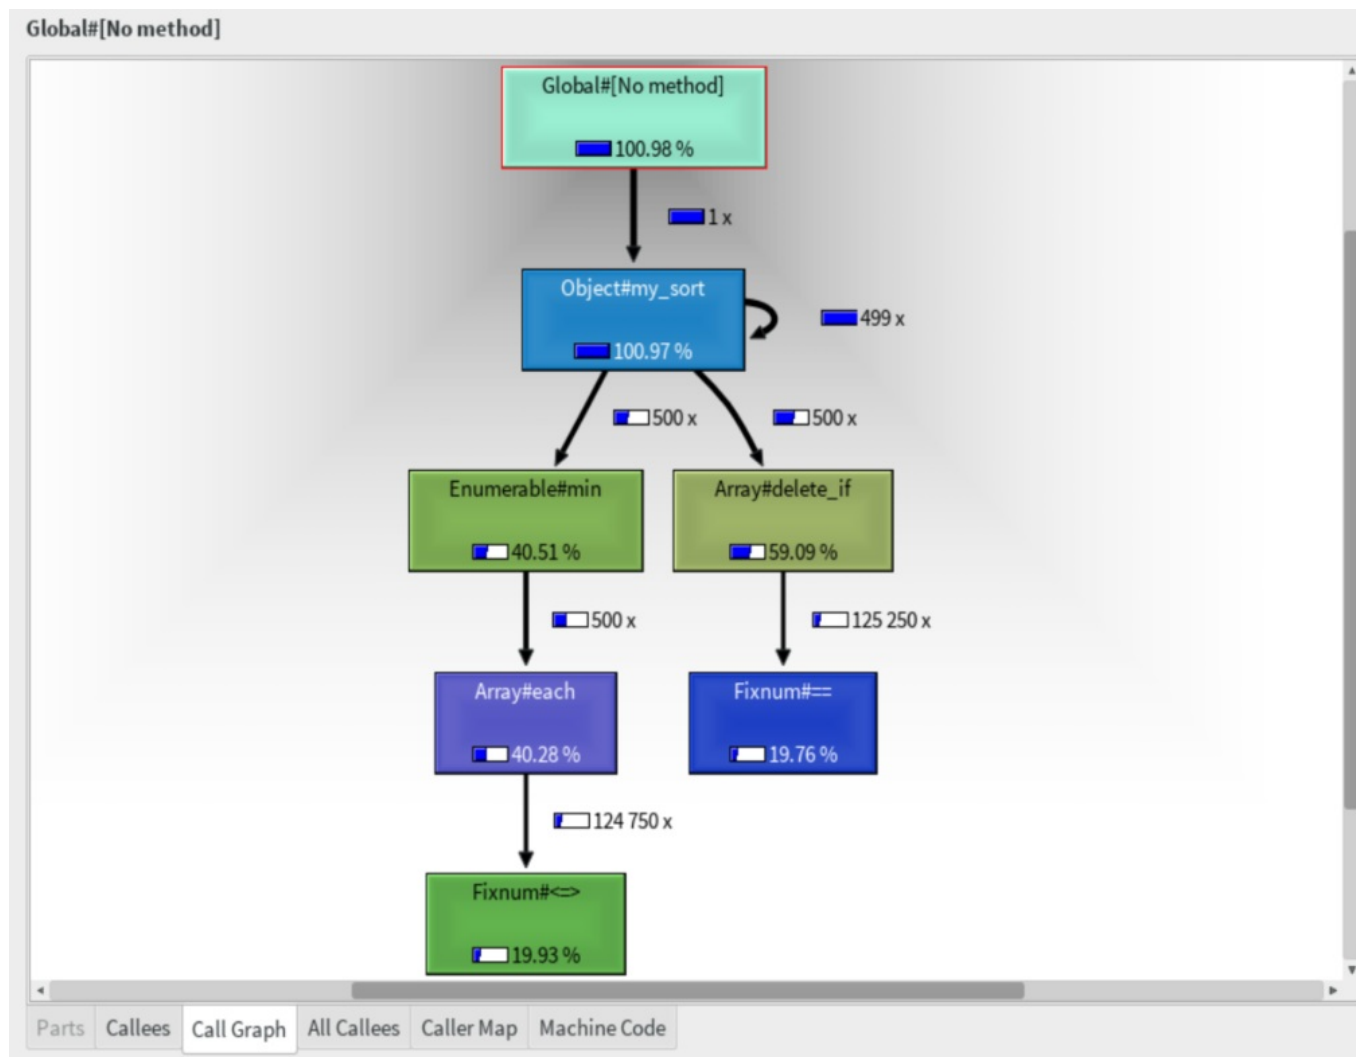 Global#[No method]
Global#[No method]
100.98 %
1 x
Object#my_sort
499 x
100.97 %
500 x
500 x
Enumerable#min
Array#delete_if
40.51 %
59.09 %
500 x
125 250 x
Array#each
Fixnum#==
40.28 %
19.76 %
124 750 x
Fixnum#<=>
19.93 %
Parts Callees Call Graph All Callees Caller Map Machine Code